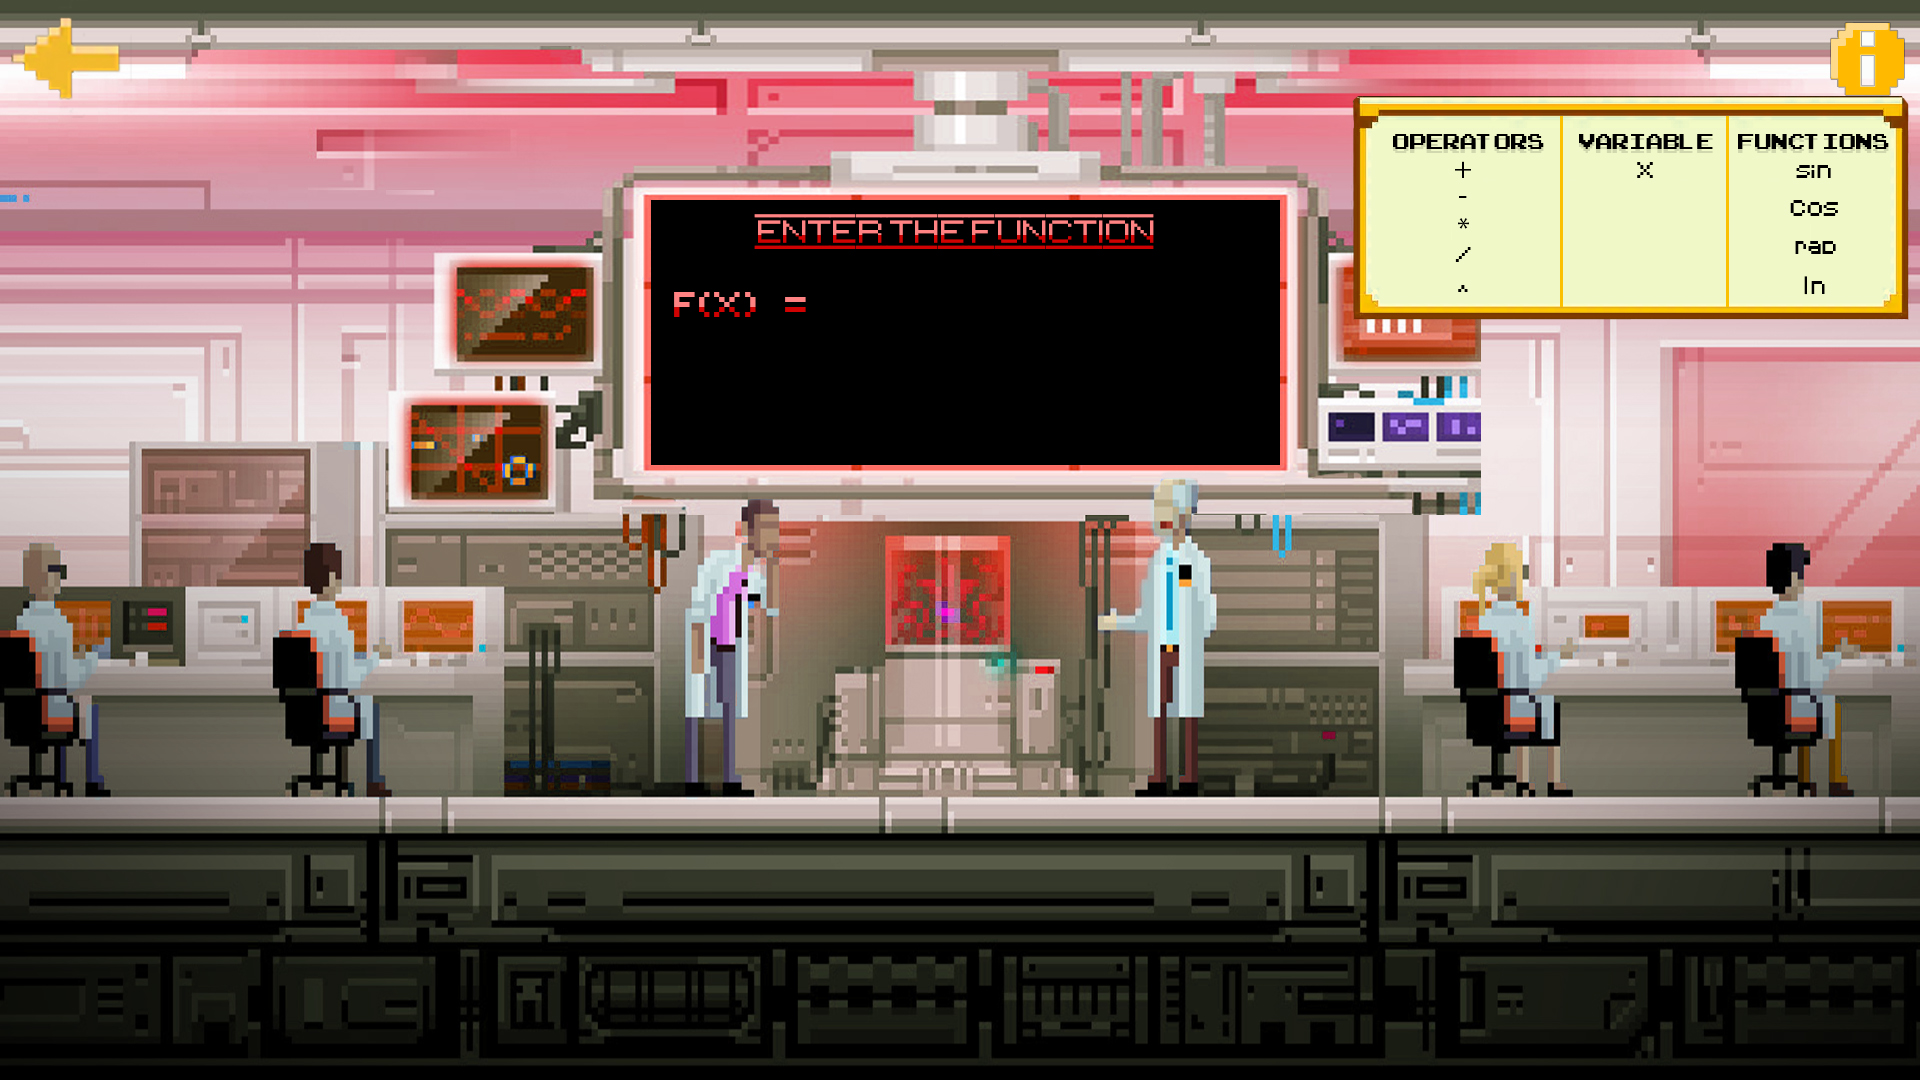 ENTER THE FUNCTION
F(X) =
OPERATORS VARIABLE FUNCTIONS
+ X sin
- cos
* rad
/ ln
^